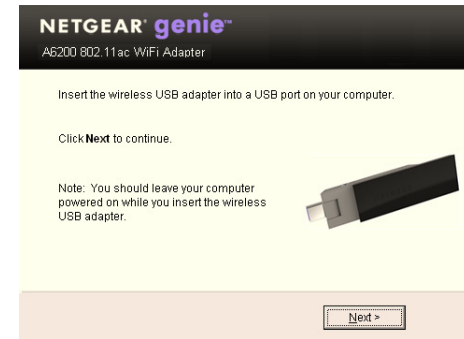 NETGEAR® genie™
A6200 802.11ac WiFi Adapter
Insert the wireless USB adapter into a USB port on your computer.
Click Next to continue.
Note: You should leave your computer
powered on while you insert the wireless
USB adapter.
Next >